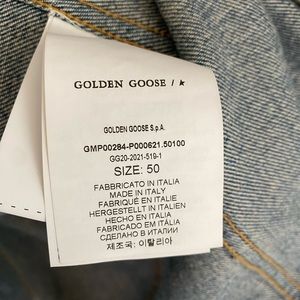 GOLDEN GOOSE / ★
GOLDEN GOOSE S.p.A.
GMP00284-P000621.50100
GG20-2021-519-1
SIZE: 50
FABBRICATO IN ITALIA
MADE IN ITALY
FABRIQUÉ EN ITALIE
HERGESTELLT IN ITALIEN
HECHO EN ITALIA
FABRICADO EM ITÁLIA
СДЕЛАНО В ИТАЛИИ
제조국: 이탈리아